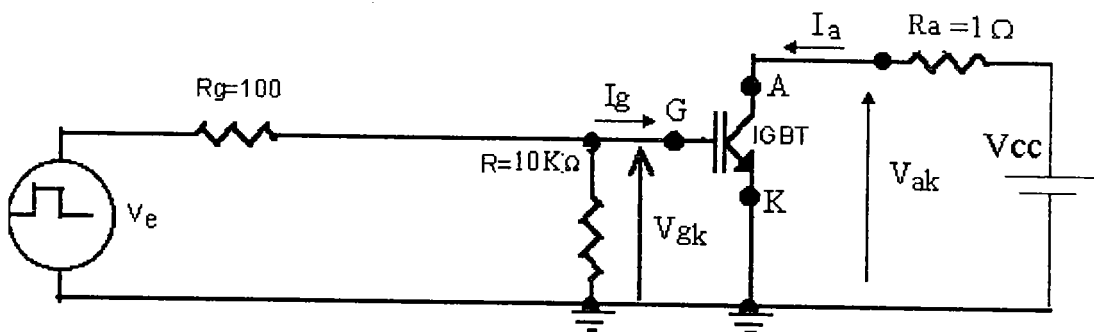 Ia
Ra =1 Ω
Rg=100
Ig
G
A
IGBT
R=10KΩ
Vcc
Vak
K
Ve
Vgk